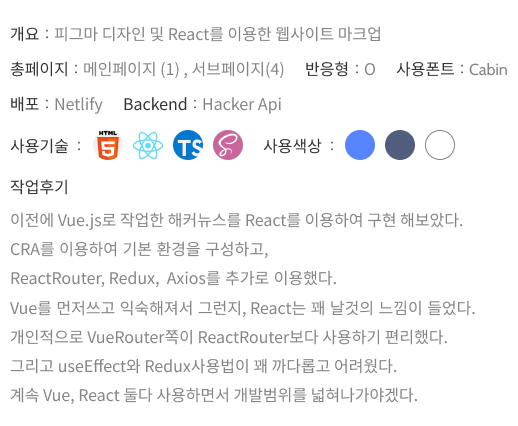 개요 : 피그마 디자인 및 React를 이용한 웹사이트 마크업
총페이지 : 메인페이지 (1) , 서브페이지(4) 반응형 : O 사용폰트 : Cabin
배포 : Netlify Backend : Hacker Api
사용기술 : HTML 5 TS S 사용색상 :
작업후기
이전에 Vue.js로 작업한 해커뉴스를 React를 이용하여 구현 해보았다.
CRA를 이용하여 기본 환경을 구성하고,
ReactRouter, Redux, Axios를 추가로 이용했다.
Vue를 먼저쓰고 익숙해져서 그런지, React는 꽤 날것의 느낌이 들었다.
개인적으로 VueRouter쪽이 ReactRouter보다 사용하기 편리했다.
그리고 useEffect와 Redux사용법이 꽤 까다롭고 어려웠다.
계속 Vue, React 둘다 사용하면서 개발범위를 넓혀나가야겠다.